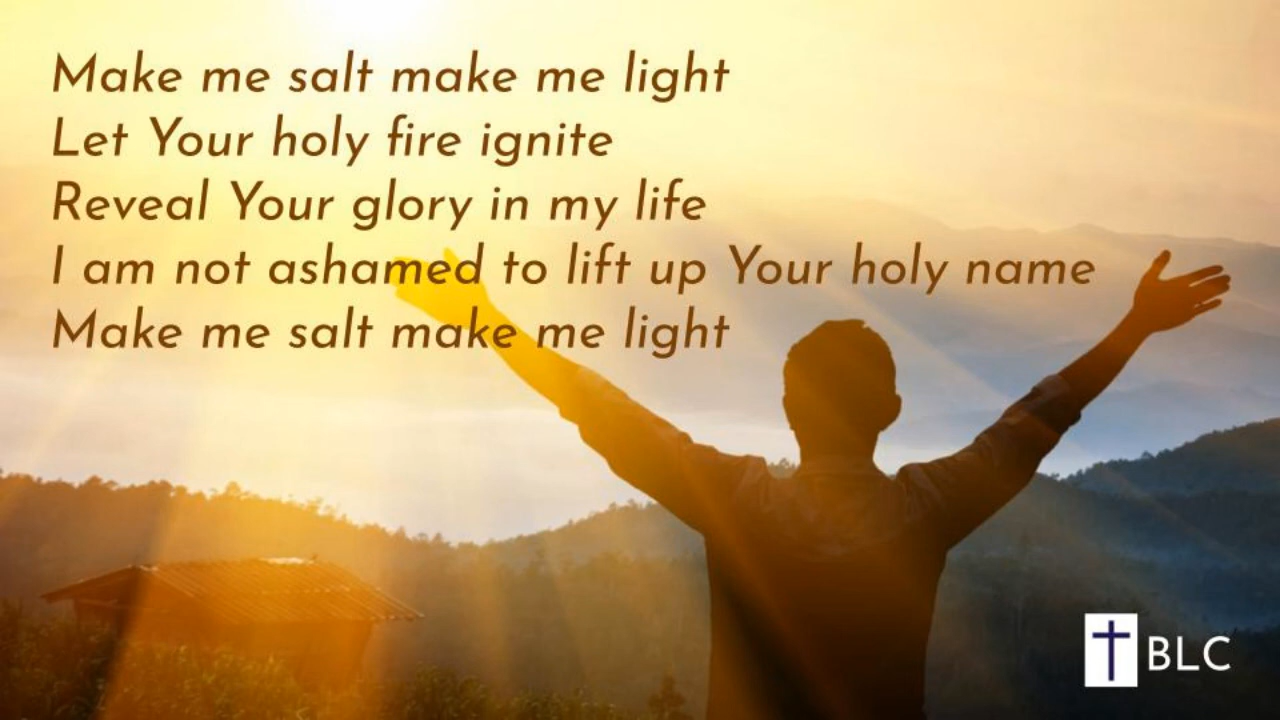 Make me salt make me light
Let Your holy fire ignite
Reveal Your glory in my life
I am not ashamed to lift up Your holy name
Make me salt make me light
BLC